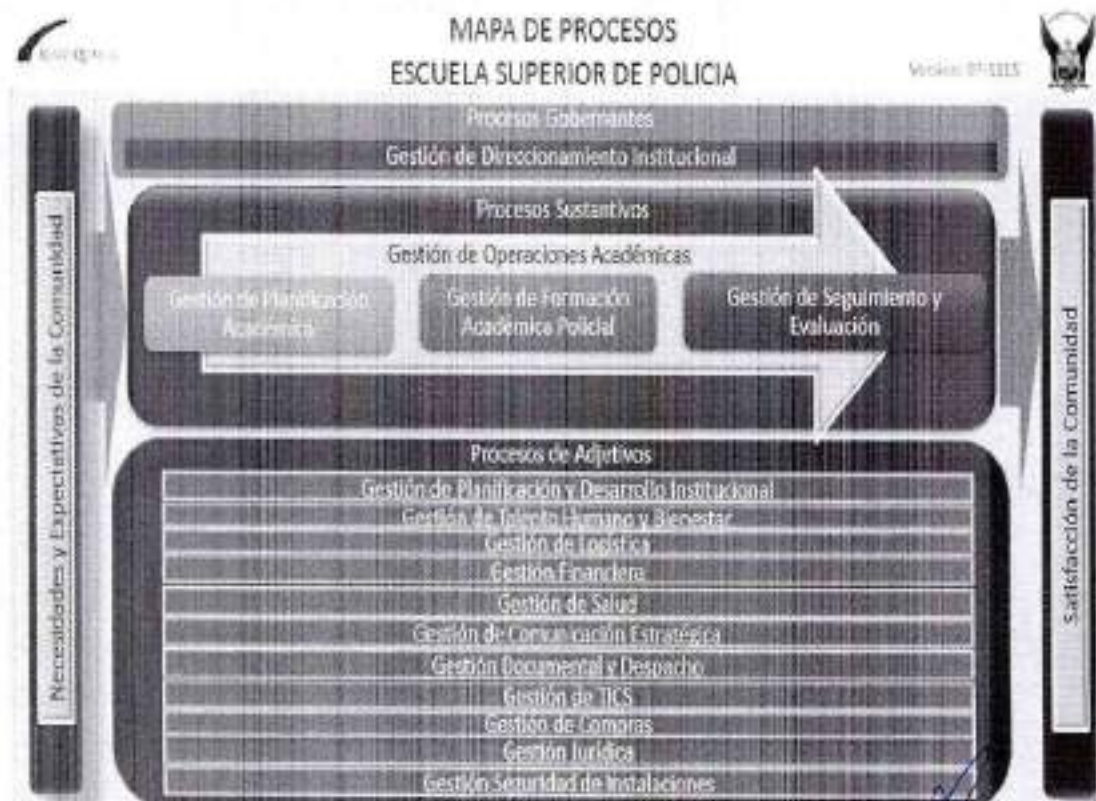 MAPA DE PROCESOS
ESCUELA SUPERIOR DE POLICIA
Necesidades y Expectativas de la Comunidad
Procesos Gobernantes
Gestión de Direccionamiento Institucional
Procesos Sustantivos
Gestión de Operaciones Académicas
Gestión de Planificación
Académica
Gestión de Formación
Académica Policial
Gestión de Seguimiento y
Evaluación
Procesos de Adjetivos
Gestión de Planificación y Desarrollo Institucional
Gestión de Talento Humano y Bienestar
Gestión de Logística
Gestión Financiera
Gestión de Salud
Gestión de Comunicación Estratégica
Gestión Documental y Despacho
Gestión de TICS
Gestión de Compras
Gestión Jurídica
Gestión Seguridad de Instalaciones
Satisfacción de la Comunidad